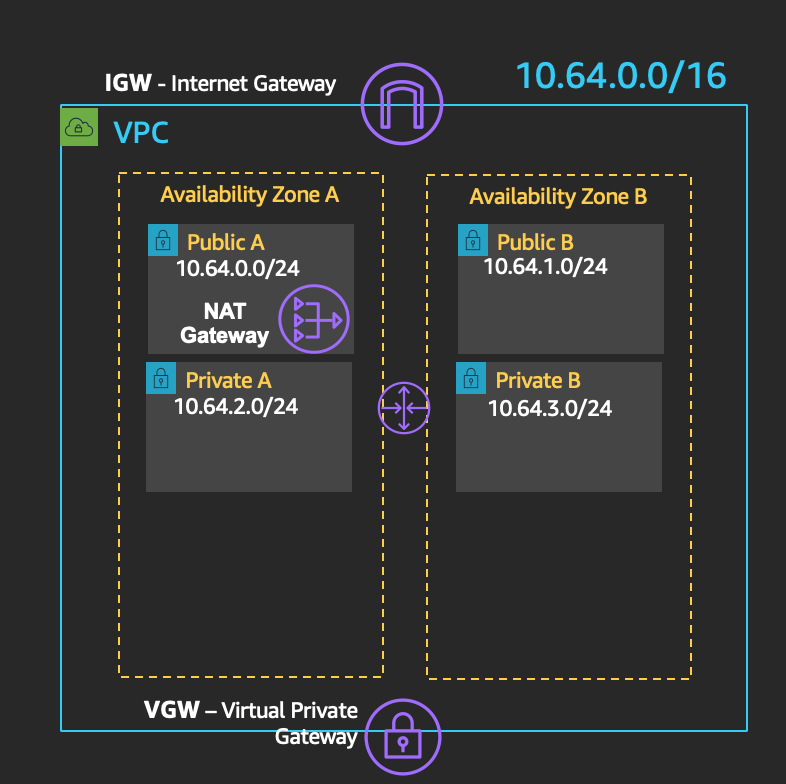 IGW - Internet Gateway
10.64.0.0/16
VPC
Availability Zone A
Public A
10.64.0.0/24
NAT
Gateway
Private A
10.64.2.0/24
Availability Zone B
Public B
10.64.1.0/24
Private B
10.64.3.0/24
VGW – Virtual Private
Gateway